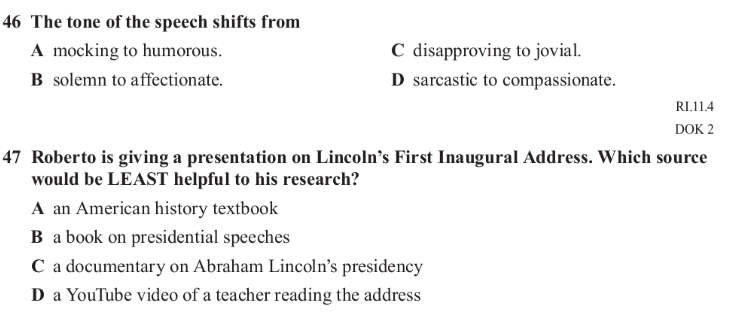 46 The tone of the speech shifts from
A mocking to humorous.
C disapproving to jovial.
B solemn to affectionate.
D sarcastic to compassionate.
RI.11.4
DOK 2
47 Roberto is giving a presentation on Lincoln's First Inaugural Address. Which source
would be LEAST helpful to his research?
A an American history textbook
B a book on presidential speeches
C a documentary on Abraham Lincoln's presidency
D a YouTube video of a teacher reading the address